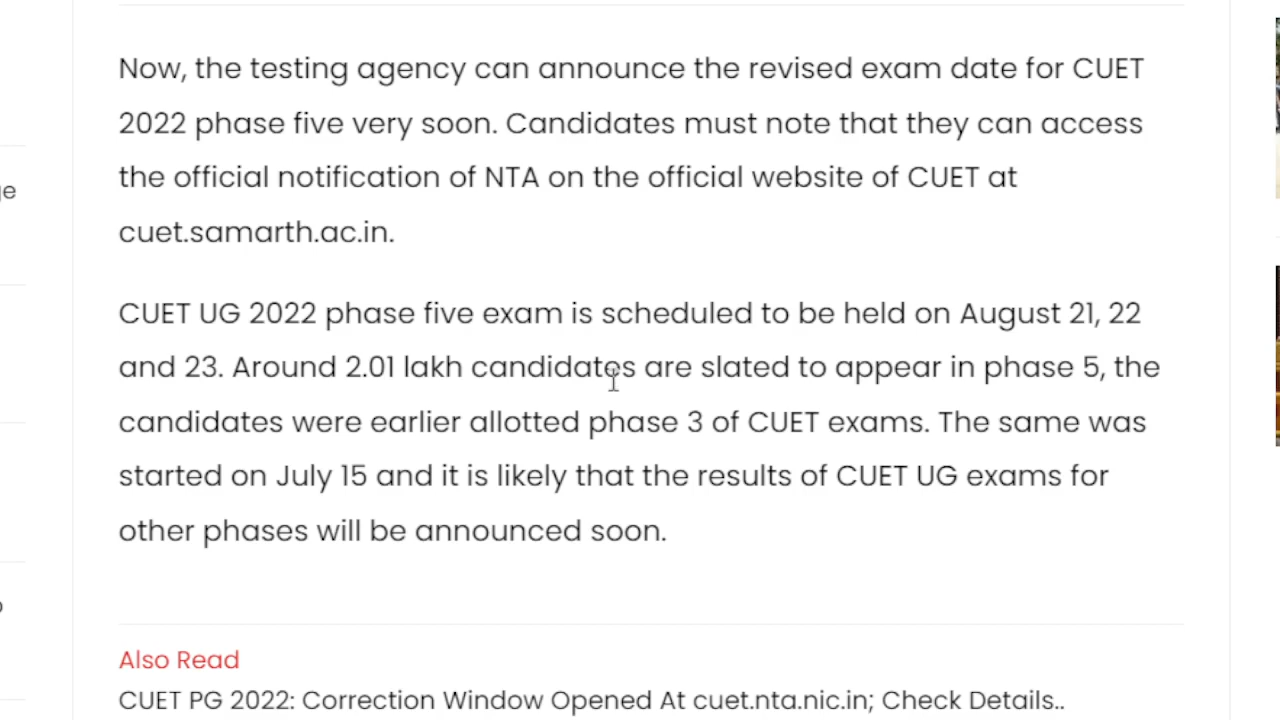 Now, the testing agency can announce the revised exam date for CUET
2022 phase five very soon. Candidates must note that they can access
the official notification of NTA on the official website of CUET at
cuet.samarth.ac.in.
CUET UG 2022 phase five exam is scheduled to be held on August 21, 22
and 23. Around 2.01 lakh candidates are slated to appear in phase 5, the
candidates were earlier allotted phase 3 of CUET exams. The same was
started on July 15 and it is likely that the results of CUET UG exams for
other phases will be announced soon.
Also Read
CUET PG 2022: Correction Window Opened At cuet.nta.nic.in; Check Details..